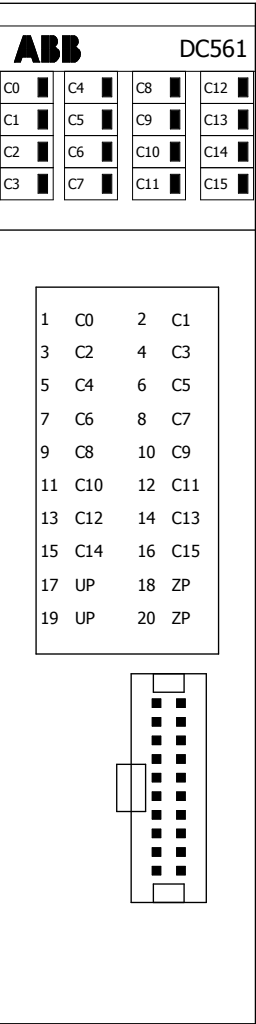 ABB DC561
C0 C4 C8 C12
C1 C5 C9 C13
C2 C6 C10 C14
C3 C7 C11 C15
1 C0 2 C1
3 C2 4 C3
5 C4 6 C5
7 C6 8 C7
9 C8 10 C9
11 C10 12 C11
13 C12 14 C13
15 C14 16 C15
17 UP 18 ZP
19 UP 20 ZP